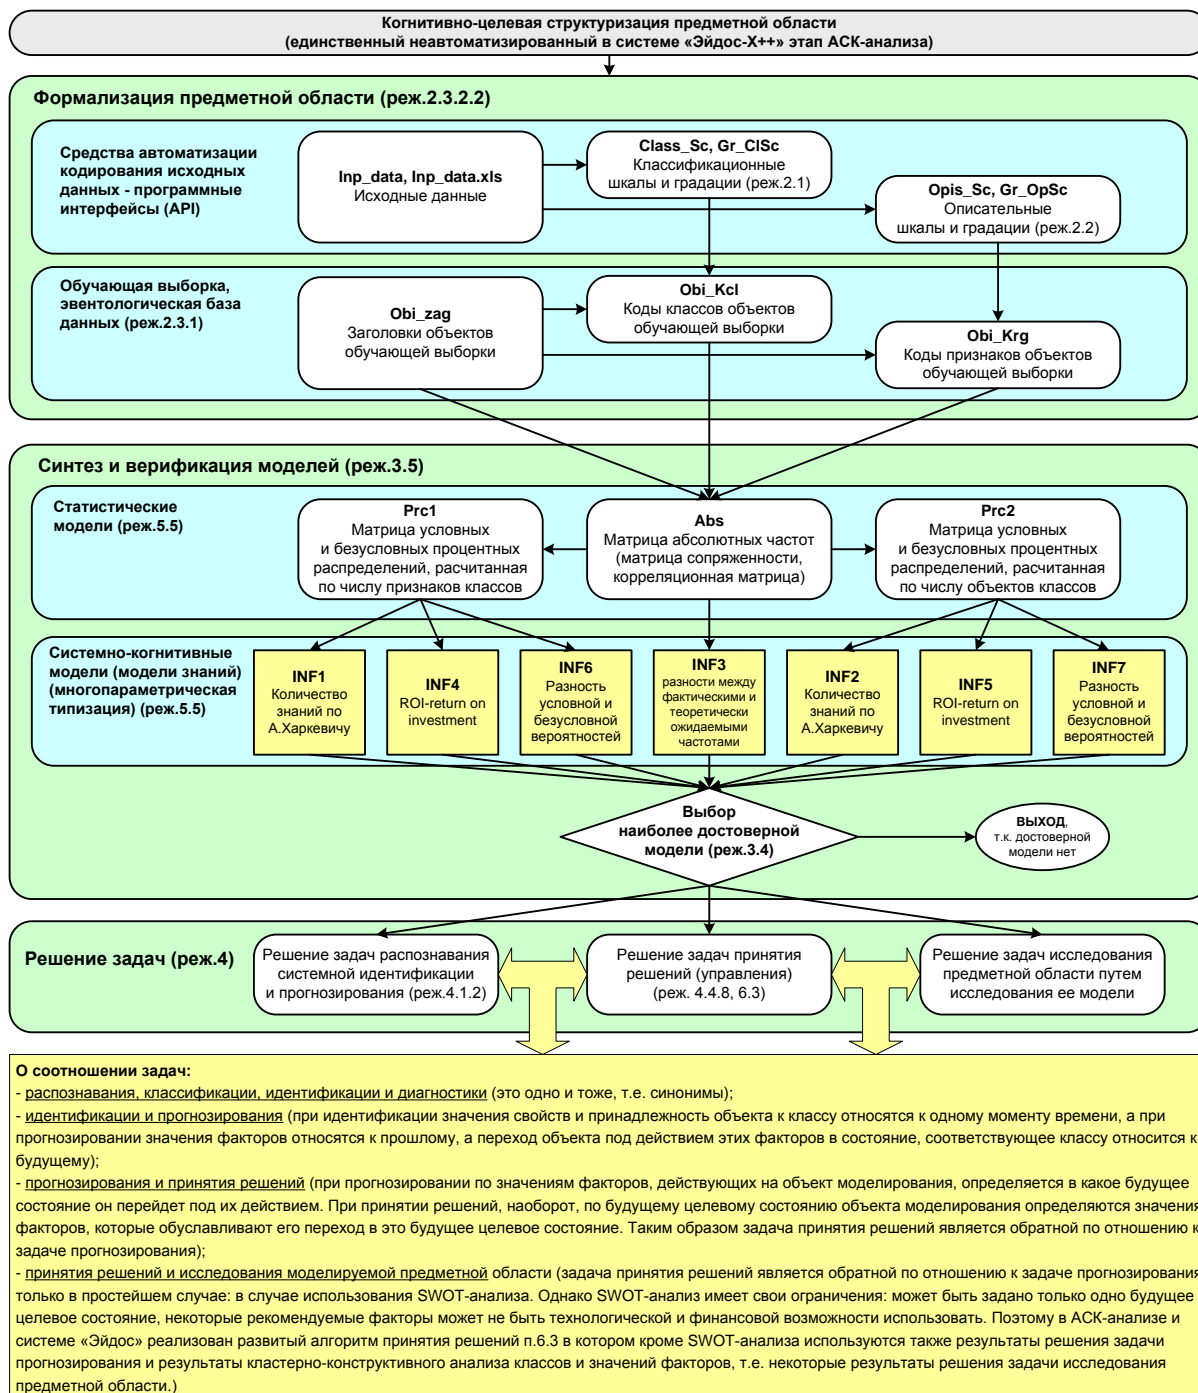 Когнитивно-целевая структуризация предметной области
(единственный неавтоматизированный в системе «Эйдос-Х++» этап АСК-анализа)
Формализация предметной области (реж.2.3.2.2)
Средства автоматизации
кодирования исходных
данных - программные
интерфейсы (API)
Inp_data, Inp_data.xls
Исходные данные
Class_Sc, Gr_ClSc
Классификационные
шкалы и градации (реж.2.1)
Opis_Sc, Gr_OpSc
Описательные
шкалы и градации (реж.2.2)
Обучающая выборка,
эвентологическая база
данных (реж.2.3.1)
Obi_zag
Заголовки объектов
обучающей выборки
Obi_Kcl
Коды классов объектов
обучающей выборки
Obi_Krg
Коды признаков объектов
обучающей выборки
Синтез и верификация моделей (реж.3.5)
Статистические
модели (реж.5.5)
Prc1
Матрица условных
и безусловных процентных
распределений, расчитанная
по числу признаков классов
Abs
Матрица абсолютных частот
(матрица сопряженности,
корреляционная матрица)
Prc2
Матрица условных
и безусловных процентных
распределений, расчитанная
по числу объектов классов
Системно-когнитивные
модели (модели знаний)
(многопараметрическая
типизация) (реж.5.5)
INF1
Количество
знаний по
А.Харкевичу
INF4
ROI-return on
investment
INF6
Разность
условной и
безусловной
вероятностей
INF3
разности между
фактическими и
теоретически
ожидаемыми
частотами
INF2
Количество
знаний по
А.Харкевичу
INF5
ROI-return on
investment
INF7
Разность
условной и
безусловной
вероятностей
Выбор
наиболее достоверной
модели (реж.3.4)
ВЫХОД,
т.к. достоверной
модели нет
Решение задач (реж.4)
Решение задач распознавания
системной идентификации
и прогнозирования (реж.4.1.2)
Решение задач принятия
решений (управления)
(реж. 4.4.8, 6.3)
Решение задач исследования
предметной области путем
исследования ее модели
О соотношении задач:
- распознавания, классификации, идентификации и диагностики (это одно и тоже, т.е. синонимы);
- идентификации и прогнозирования (при идентификации значения свойств и принадлежность объекта к классу относятся к одному моменту времени, а при
прогнозировании значения факторов относятся к прошлому, а переход объекта под действием этих факторов в состояние, соответствующее классу относится к
будущему);
- прогнозирования и принятия решений (при прогнозировании по значениям факторов, действующих на объект моделирования, определяется в какое будущее
состояние он перейдет под их действием. При принятии решений, наоборот, по будущему целевому состоянию объекта моделирования определяются значения
факторов, которые обуславливают его переход в это будущее целевое состояние. Таким образом задача принятия решений является обратной по отношению к
задаче прогнозирования);
- принятия решений и исследования моделируемой предметной области (задача принятия решений является обратной по отношению к задаче прогнозирования
только в простейшем случае: в случае использования SWOT-анализа. Однако SWOT-анализ имеет свои ограничения: может быть задано только одно будущее
целевое состояние, некоторые рекомендуемые факторы может не быть технологической и финансовой возможности использовать. Поэтому в АСК-анализе и
системе «Эйдос» реализован развитый алгоритм принятия решений п.6.3 в котором кроме SWOT-анализа используются также результаты решения задачи
прогнозирования и результаты кластерно-конструктивного анализа классов и значений факторов, т.е. некоторые результаты решения задачи исследования
предметной области.)